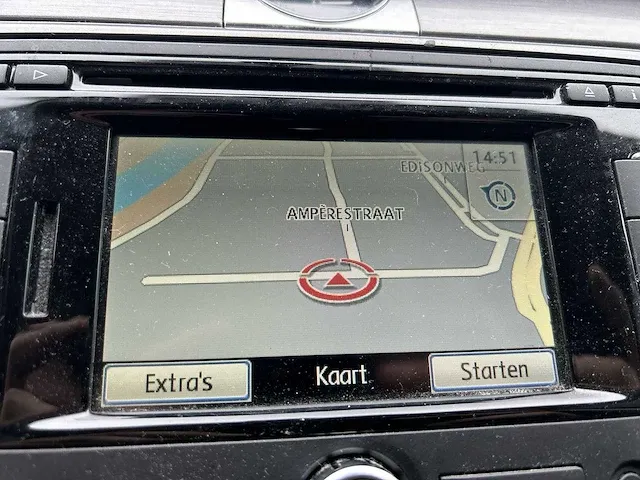 EDISONWEG
14:51
N
AMPÈRESTRAAT
Extra's
Kaart
Starten